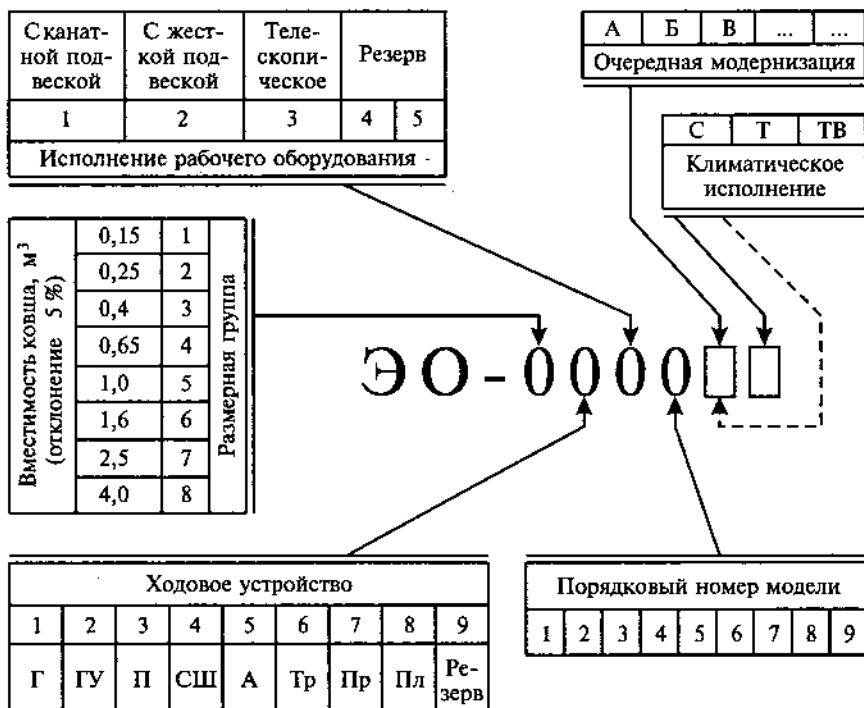 С канат-
ной под-
веской
С жест-
кой под-
веской
Теле-
скопи-
ческое
Резерв
1 2 3 4 5
Исполнение рабочего оборудования
А Б В ... ...
Очередная модернизация
С Т ТВ
Климатическое
исполнение
Вместимость ковша, м³
(отклонение 5 %)
0,15 1
0,25 2
0,4 3
0,65 4
1,0 5
1,6 6
2,5 7
4,0 8
Размерная группа
ЭО-0000
Ходовое устройство
1 2 3 4 5 6 7 8 9
Г ГУ П СШ А Тр Пр Пл Ре-
зерв
Порядковый номер модели
1 2 3 4 5 6 7 8 9